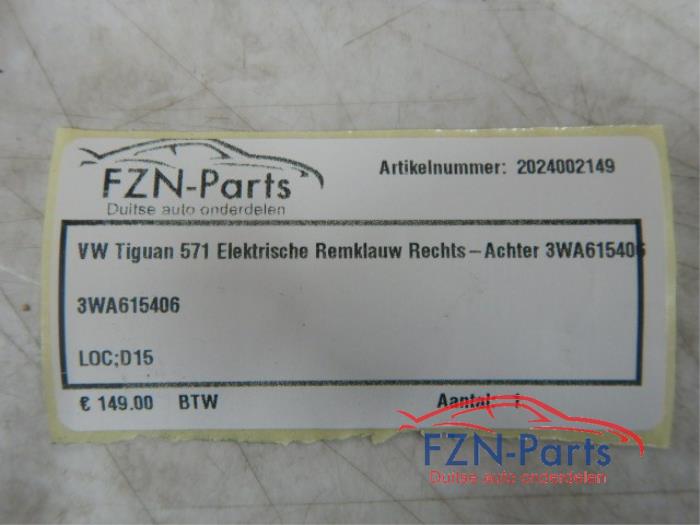 FZN-Parts
Duitse auto onderdelen
Artikelnummer: 2024002149
VW Tiguan 571 Elektrische Remklauw Rechts-Achter 3WA615406
3WA615406
LOC;D15
€ 149.00 BTW Aantal: 1
FZN-Parts
Duitse auto onderdelen